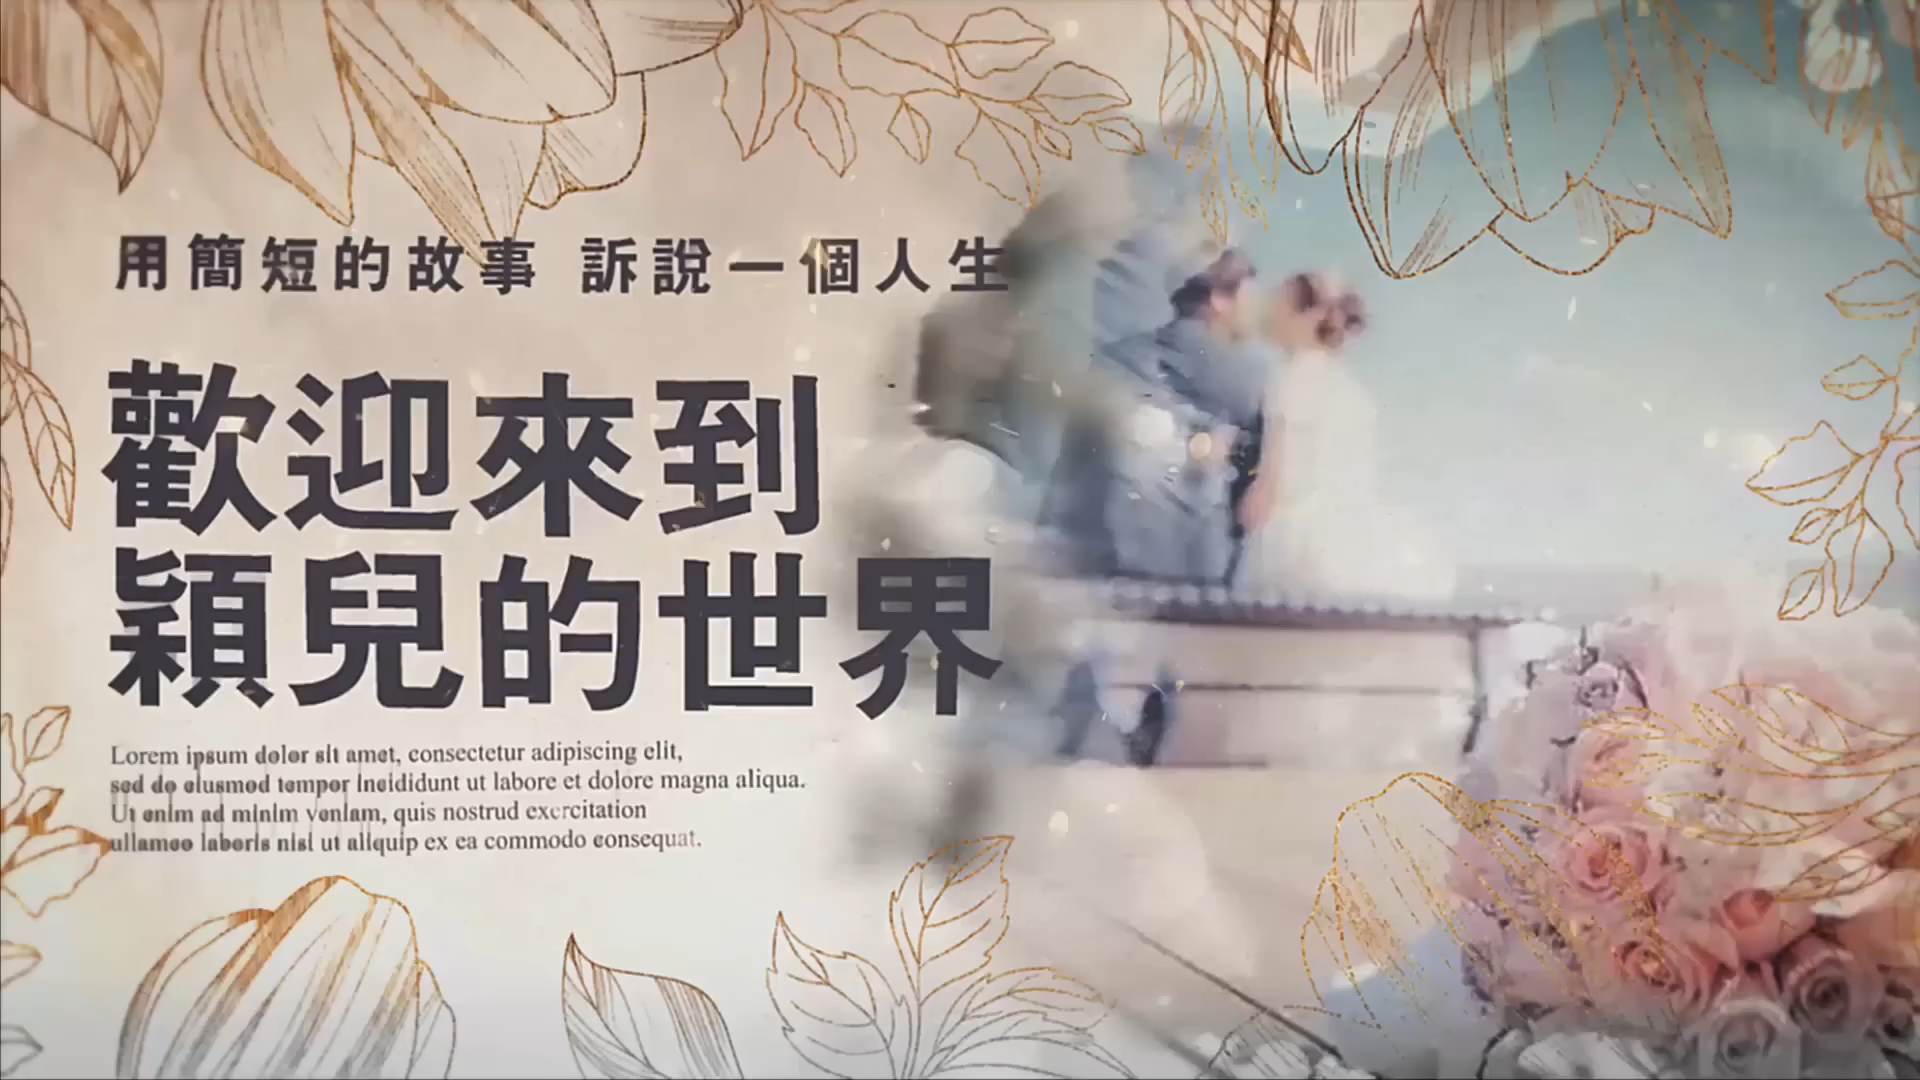 用簡短的故事 訴說一個人生
歡迎來到
穎兒的世界
Lorem ipsum dolor sit amet, consectetur adipiscing elit,
sed do eiusmod tempor incididunt ut labore et dolore magna aliqua.
Ut enim ad minim veniam, quis nostrud exercitation
ullamco laboris nisi ut aliquip ex ea commodo consequat.